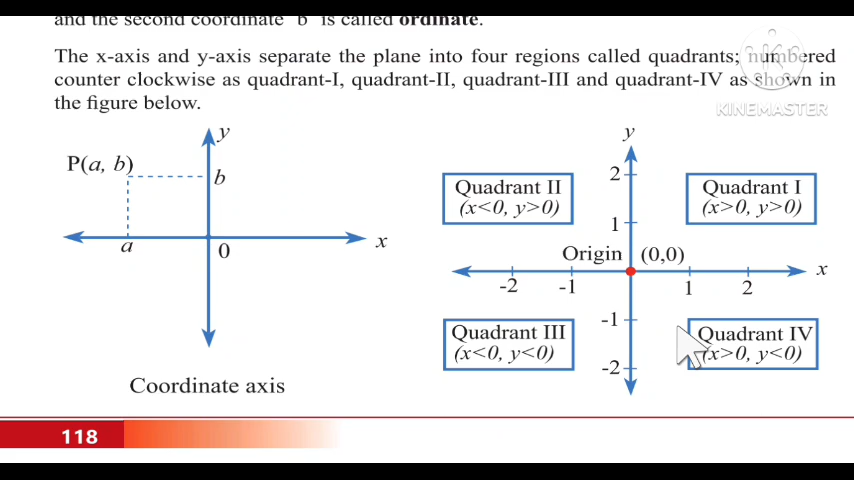 and the second coordinate "b" is called ordinate.
The x-axis and y-axis separate the plane into four regions called quadrants; numbered
counter clockwise as quadrant-I, quadrant-II, quadrant-III and quadrant-IV as shown in
the figure below.
KINEMASTER
P(a, b)
y
b
a
0
x
Coordinate axis
y
2
1
Quadrant II
(x<0, y>0)
Quadrant I
(x>0, y>0)
Origin (0,0)
x
-2 -1 1 2
-1
-2
Quadrant III
(x<0, y<0)
Quadrant IV
(x>0, y<0)
118